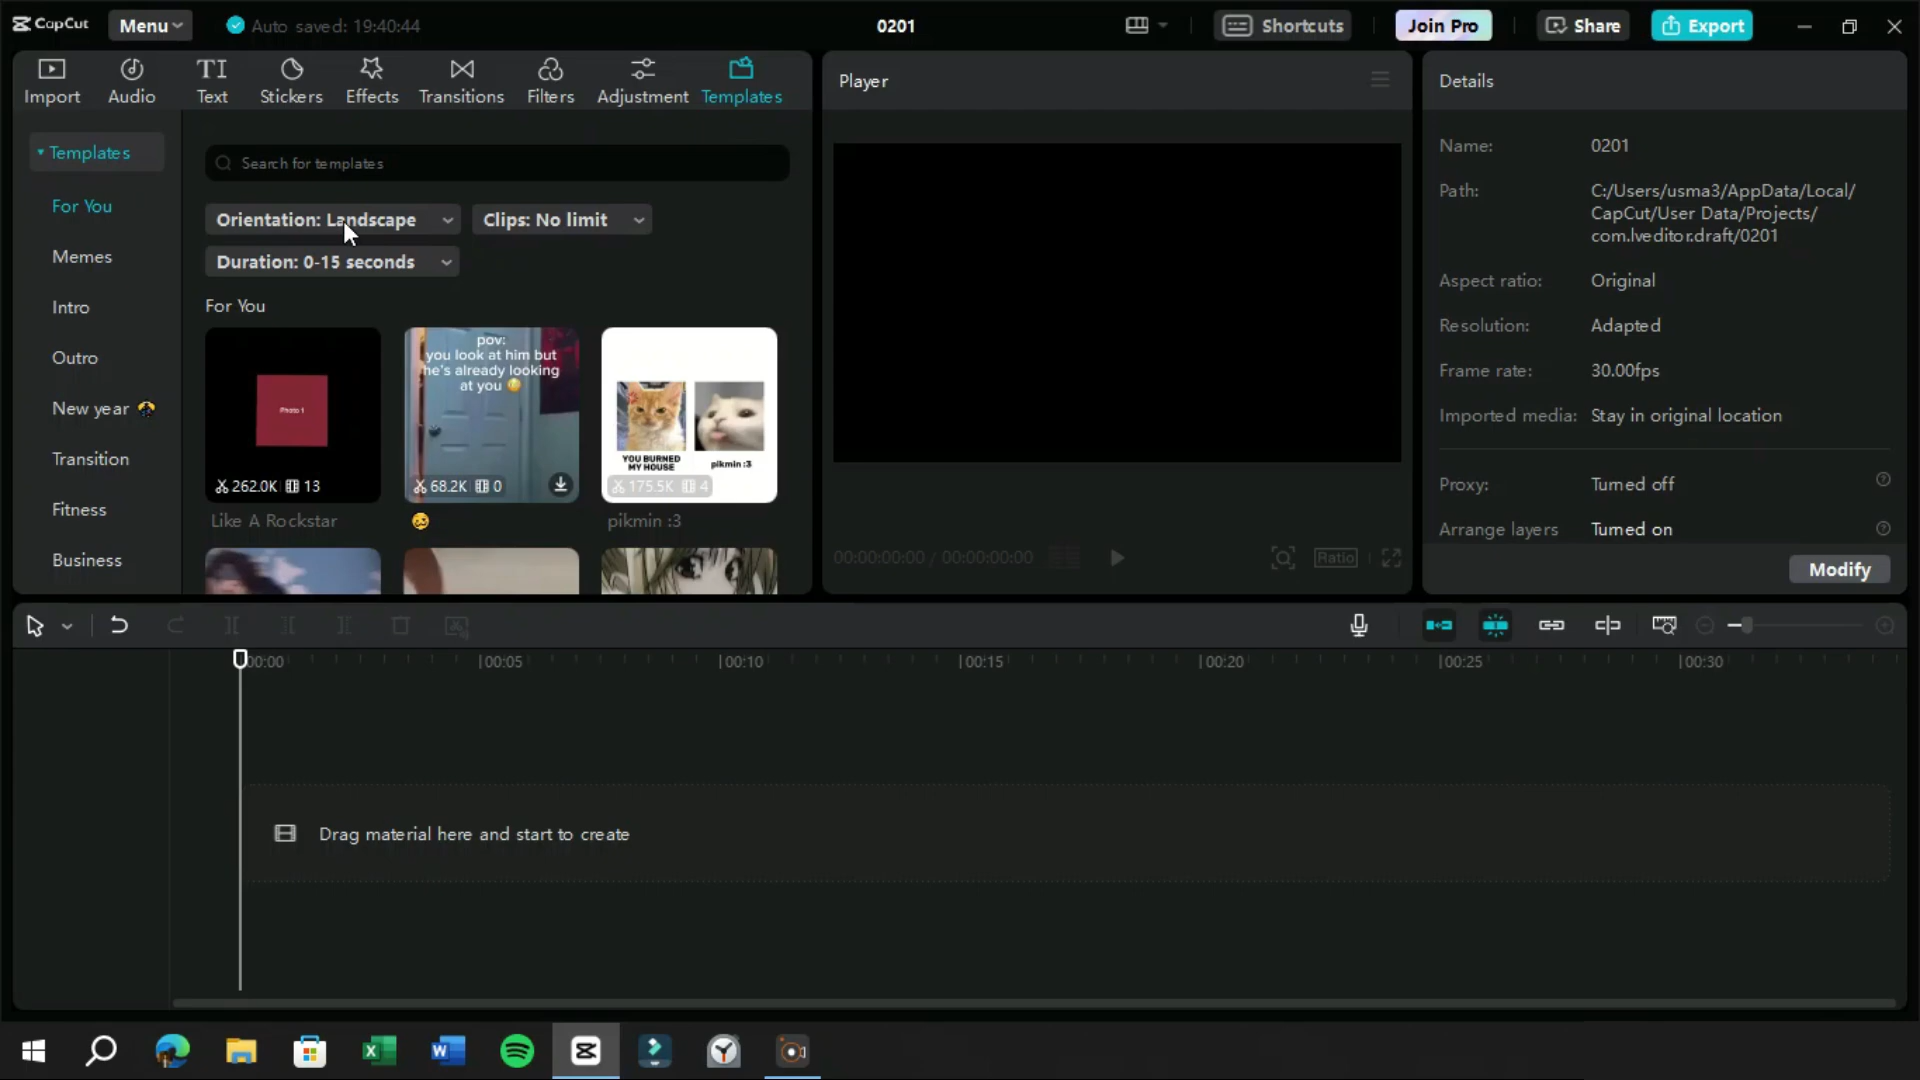 CapCut
Menu
Auto saved: 19:40:44
0201
Shortcuts
Join Pro
Share
Export
Import
Audio
TI
Text
Stickers
Effects
Transitions
Filters
Adjustment
Templates
Templates
For You
Memes
Intro
Outro
New year
Transition
Fitness
Business
Search for templates
Orientation: Landscape
Clips: No limit
Duration: 0-15 seconds
For You
Photo 1
262.0K 13
Like A Rockstar
pov:
you look at him but
he's already looking
at you
68.2K 0
YOU BURNED
MY HOUSE
pikmin :3
175.5K 4
pikmin :3
Player
00:00:00:00 / 00:00:00:00
Ratio
Details
Name: 0201
Path: C:/Users/usma3/AppData/Local/
CapCut/User Data/Projects/
com.lveditor.draft/0201
Aspect ratio: Original
Resolution: Adapted
Frame rate: 30.00fps
Imported media: Stay in original location
Proxy: Turned off
Arrange layers Turned on
Modify
00:00 00:05 00:10 00:15 00:20 00:25 00:30
Drag material here and start to create